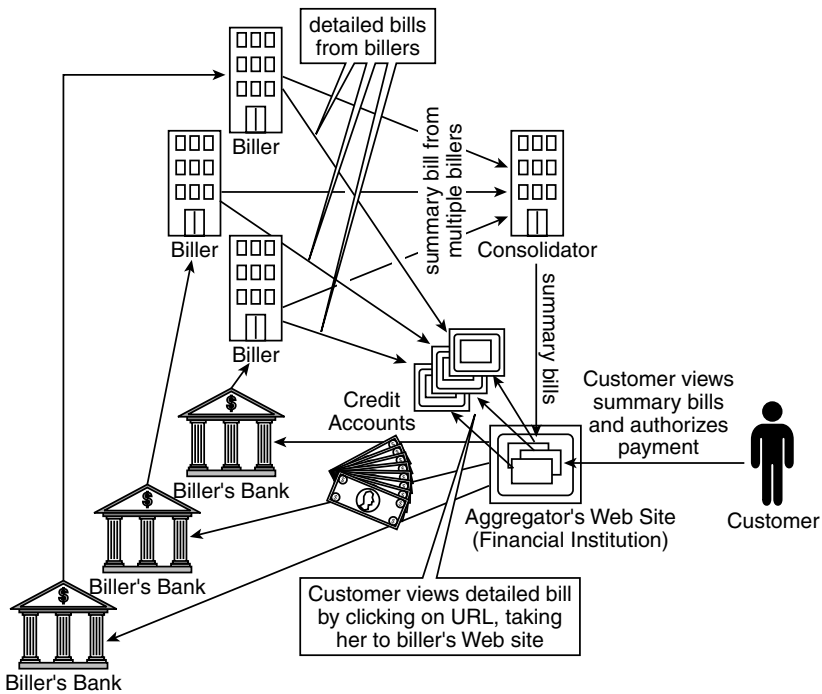 detailed bills
from billers
Biller
Biller
Biller
summary bill from
multiple billers
Consolidator
summary bills
Customer views
summary bills
and authorizes
payment
Credit
Accounts
$
Biller's Bank
$
Biller's Bank
$
Biller's Bank
Aggregator's Web Site
(Financial Institution)
Customer
Customer views detailed bill
by clicking on URL, taking
her to biller's Web site